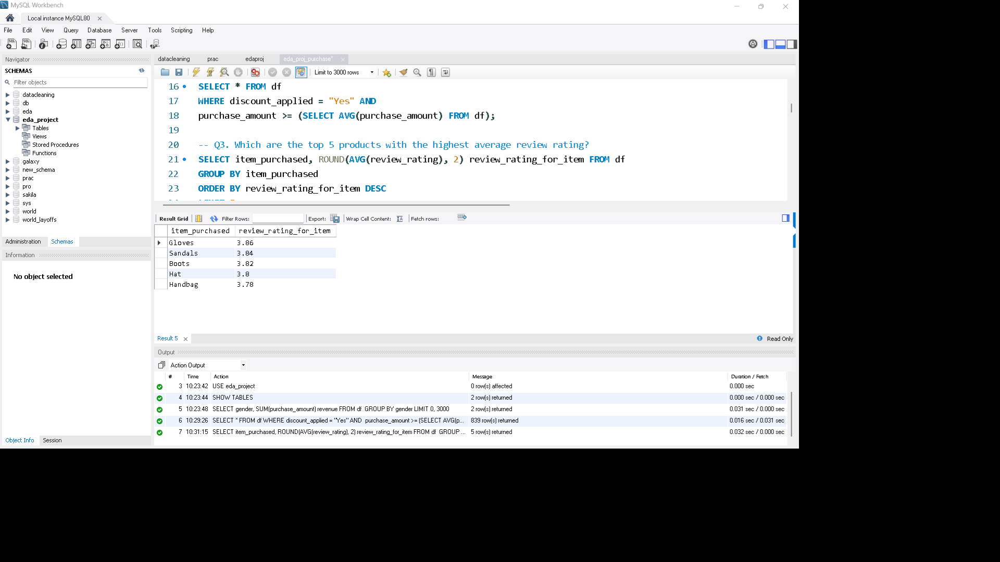 MySQL Workbench
Local instance MySQL80
File Edit View Query Database Server Tools Scripting Help
Navigator
SCHEMAS
Filter objects
datacleaning
db
eda
eda_project
Tables
Views
Stored Procedures
Functions
galaxy
new_schema
prac
pro
sakila
sys
world
world_layoffs
Administration Schemas
Information
No object selected
Object Info Session
datacleaning prac edaproj eda_proj_purchase*
Limit to 3000 rows
16 SELECT * FROM df
17 WHERE discount_applied = "Yes" AND
18 purchase_amount >= (SELECT AVG(purchase_amount) FROM df);
19
20 -- Q3. Which are the top 5 products with the highest average review rating?
21 SELECT item_purchased, ROUND(AVG(review_rating), 2) review_rating_for_item FROM df
22 GROUP BY item_purchased
23 ORDER BY review_rating_for_item DESC
Result Grid Filter Rows: Export: Wrap Cell Content: Fetch rows:
item_purchased review_rating_for_item
Gloves 3.86
Sandals 3.84
Boots 3.82
Hat 3.8
Handbag 3.78
Result 5 Read Only
Output
Action Output
# Time Action Message Duration / Fetch
3 10:23:42 USE eda_project 0 row(s) affected 0.000 sec
4 10:23:44 SHOW TABLES 2 row(s) returned 0.000 sec / 0.000 sec
5 10:23:48 SELECT gender, SUM(purchase_amount) revenue FROM df GROUP BY gender LIMIT 0, 3000 2 row(s) returned 0.031 sec / 0.000 sec
6 10:29:26 SELECT * FROM df WHERE discount_applied = "Yes" AND purchase_amount >= (SELECT AVG(p... 839 row(s) returned 0.016 sec / 0.031 sec
7 10:31:15 SELECT item_purchased, ROUND(AVG(review_rating), 2) review_rating_for_item FROM df GROUP ... 5 row(s) returned 0.032 sec / 0.000 sec